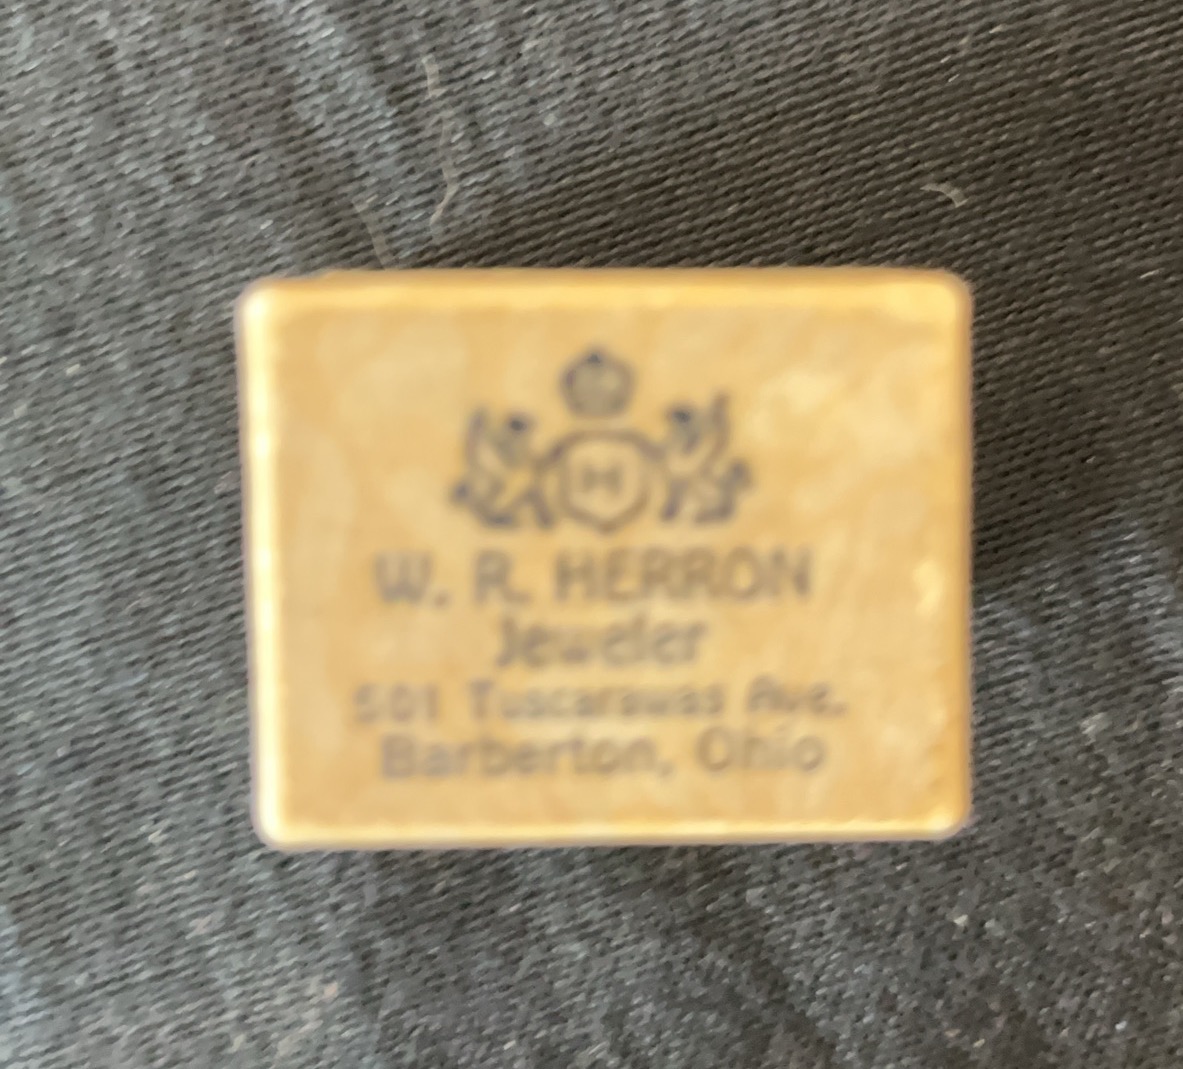 H
W. R. HERRON
Jeweler
501 Tuscarawas Ave.
Barberton, Ohio